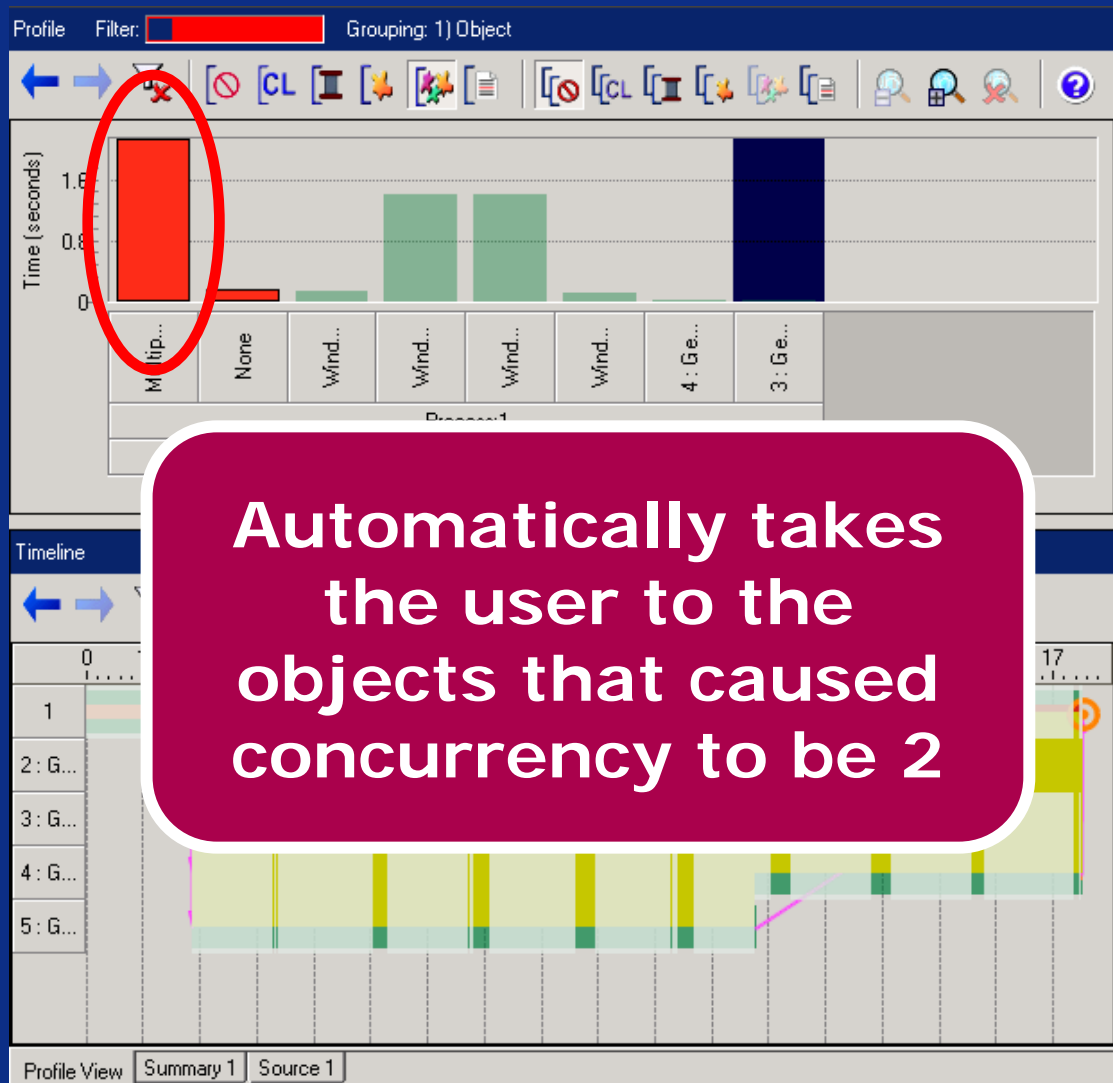 Profile Filter: Grouping: 1) Object
CL CL
Time (seconds)
1.6
0.8
0
None
Wind...
Wind...
Wind...
Wind...
4 : Ge...
3 : Ge...
Automatically takes
the user to the
objects that caused
concurrency to be 2
Timeline
0 17
1
2 : G...
3 : G...
4 : G...
5 : G...
Profile View Summary 1 Source 1